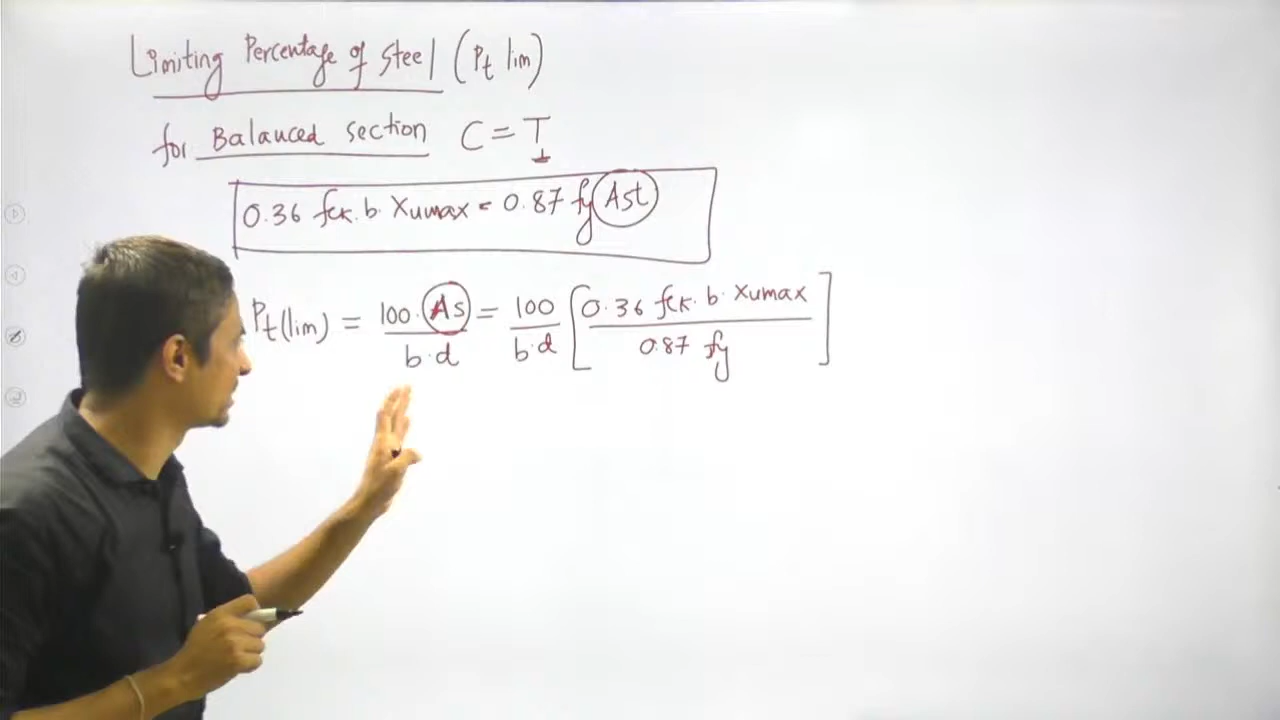 Limiting Percentage of Steel (Pt lim)
for Balanced section C = T
0.36 fck. b. Xumax = 0.87 fy Ast
Pt(lim) = 100. As / b.d = 100 / b.d [0.36 fck. b. Xumax / 0.87 fy]